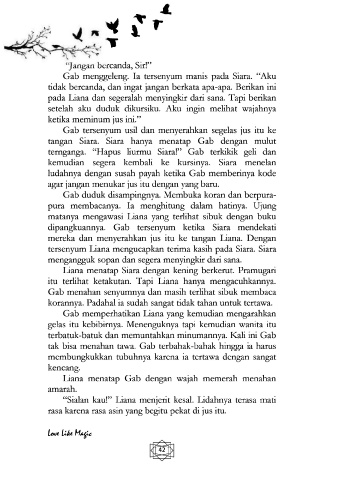 "Jangan bercanda, Sir!"
Gab menggeleng. Ia tersenyum manis pada Siara. "Aku
tidak bercanda, dan ingat jangan berkata apa-apa. Berikan ini
pada Liana dan segeralah menyingkir dari sana. Tapi berikan
setelah aku duduk dikursiku. Aku ingin melihat wajahnya
ketika meminum jus ini."
Gab tersenyum usil dan menyerahkan segelas jus itu ke
tangan Siara. Siara hanya menatap Gab dengan mulut
ternganga. "Hapus liurmu Siara!" Gab terkikik geli dan
kemudian segera kembali ke kursinya. Siara menelan
ludahnya dengan susah payah ketika Gab memberinya kode
agar jangan menukar jus itu dengan yang baru.
Gab duduk disampingnya. Membuka koran dan berpura-
pura membacanya. Ia menghitung dalam hatinya. Ujung
matanya mengawasi Liana yang terlihat sibuk dengan buku
dipangkuannya. Gab tersenyum ketika Siara mendekati
mereka dan menyerahkan jus itu ke tangan Liana. Dengan
tersenyum Liana mengucapkan terima kasih pada Siara. Siara
mengangguk sopan dan segera menyingkir dari sana.
Liana menatap Siara dengan kening berkerut. Pramugari
itu terlihat ketakutan. Tapi Liana hanya mengacuhkannya.
Gab menahan senyumnya dan masih terlihat sibuk membaca
korannya. Padahal ia sudah sangat tidak tahan untuk tertawa.
Gab memperhatikan Liana yang kemudian mengarahkan
gelas itu kebibirnya. Menenguknya tapi kemudian wanita itu
terbatuk-batuk dan memuntahkan minumannya. Kali ini Gab
tak bisa menahan tawa. Gab terbahak-bahak hingga ia harus
membungkukkan tubuhnya karena ia tertawa dengan sangat
kencang.
Liana menatap Gab dengan wajah memerah menahan
amarah.
"Sialan kau!" Liana menjerit kesal. Lidahnya terasa mati
rasa karena rasa asin yang begitu pekat di jus itu.
Love Like Magic
42